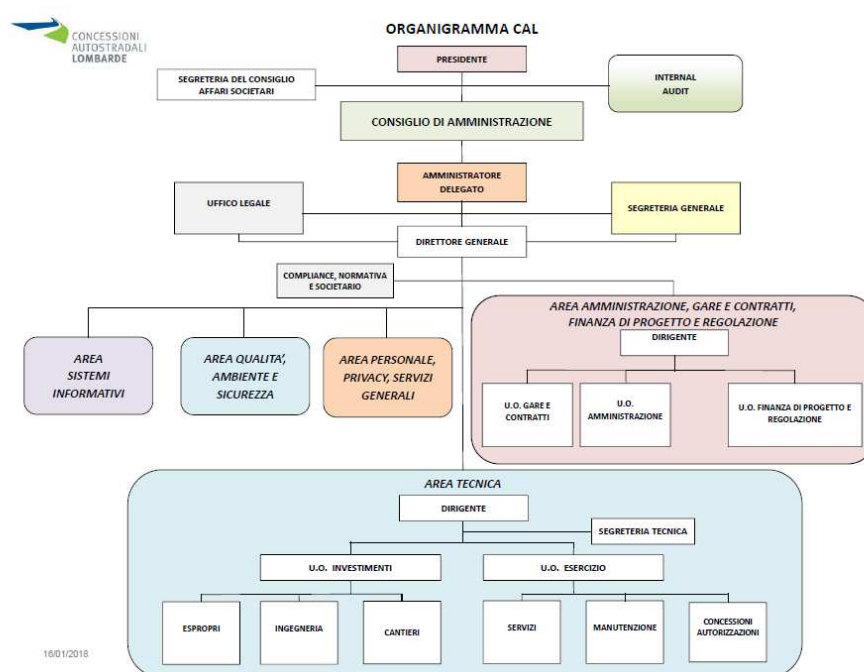 ORGANIGRAMMA CAL
CONCESSIONI
AUTOSTRADALI
LOMBARDE
PRESIDENTE
SEGRETERIA DEL CONSIGLIO
AFFARI SOCIETARI
INTERNAL
AUDIT
CONSIGLIO DI AMMINISTRAZIONE
AMMINISTRATORE
DELEGATO
UFFICO LEGALE
SEGRETERIA GENERALE
DIRETTORE GENERALE
COMPLIANCE, NORMATIVA
E SOCIETARIO
AREA
SISTEMI
INFORMATIVI
AREA QUALITA’,
AMBIENTE E
SICUREZZA
AREA PERSONALE,
PRIVACY, SERVIZI
GENERALI
AREA AMMINISTRAZIONE, GARE E CONTRATTI,
FINANZA DI PROGETTO E REGOLAZIONE
DIRIGENTE
U.O. GARE E
CONTRATTI
U.O.
AMMINISTRAZIONE
U.O. FINANZA DI PROGETTO E
REGOLAZIONE
AREA TECNICA
DIRIGENTE
SEGRETERIA TECNICA
U.O. INVESTIMENTI
U.O. ESERCIZIO
ESPROPRI
INGEGNERIA
CANTIERI
SERVIZI
MANUTENZIONE
CONCESSIONI
AUTORIZZAZIONI
16/01/2018